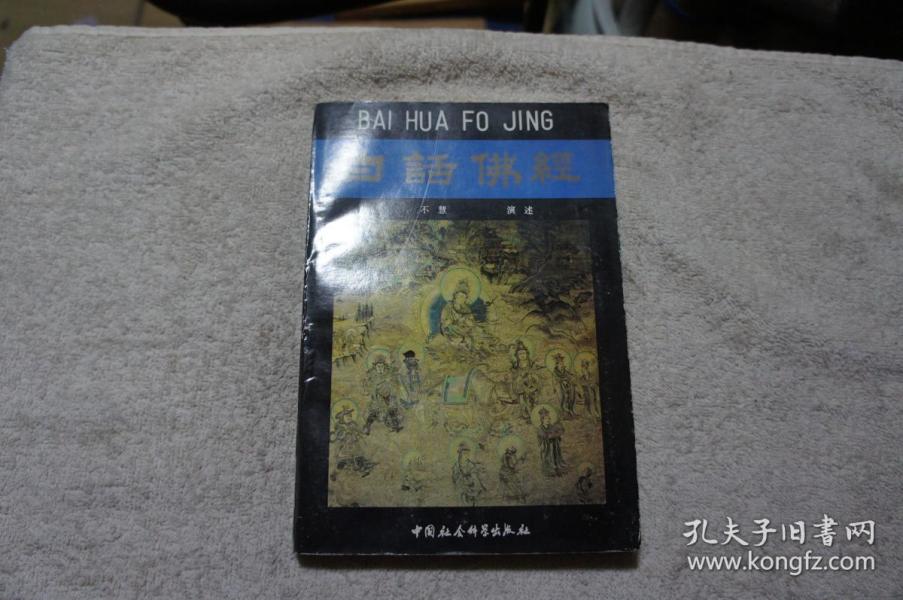 BAI HUA FO JING
白話佛經
不慧 演述
中国社会科学出版社
孔夫子旧书网
www.kongfz.com